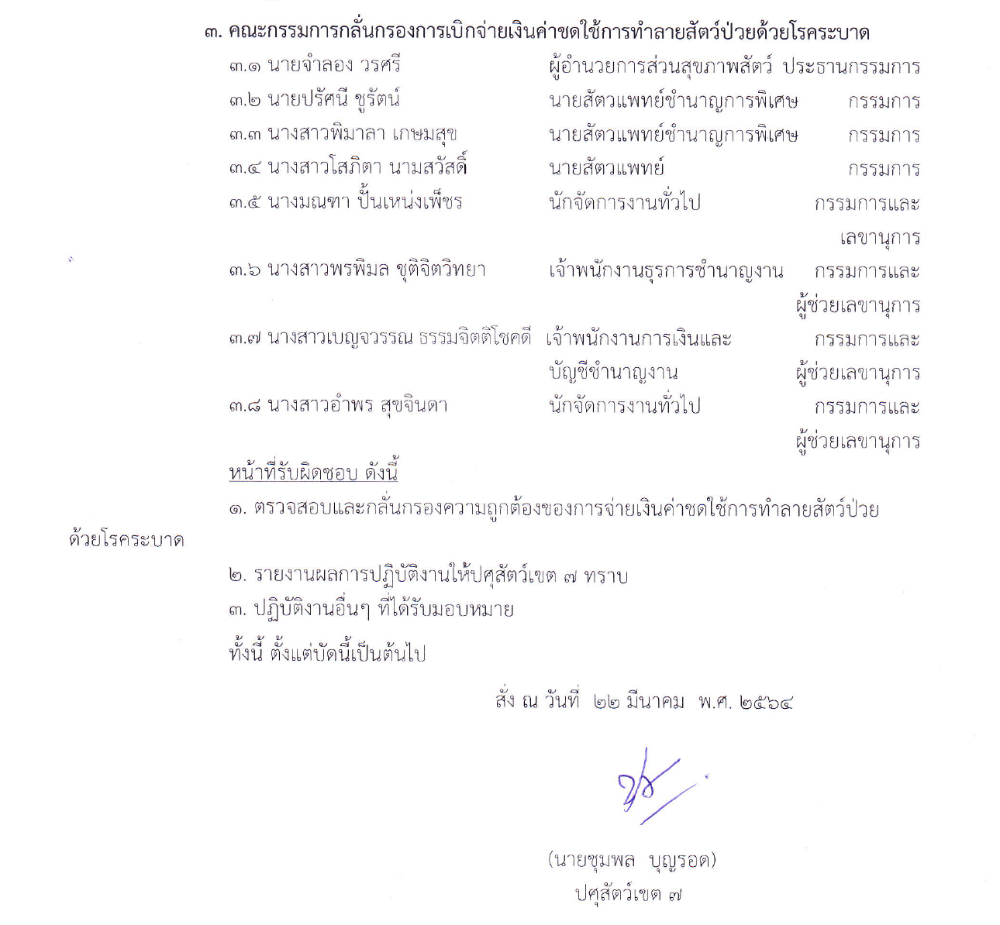 ๓. คณะกรรมการกลั่นกรองการเบิกจ่ายเงินค่าชดใช้การทำลายสัตว์ป่วยด้วยโรคระบาด
๓.๑ นายจำลอง วรศรี ผู้อำนวยการส่วนสุขภาพสัตว์ ประธานกรรมการ
๓.๒ นายปรัศนี ชูรัตน์ นายสัตวแพทย์ชำนาญการพิเศษ กรรมการ
๓.๓ นางสาวพิมาลา เกษมสุข นายสัตวแพทย์ชำนาญการพิเศษ กรรมการ
๓.๔ นางสาวโสภิตา นามสวัสดิ์ นายสัตวแพทย์ กรรมการ
๓.๕ นางมณฑา ปั้นเหน่งเพ็ชร นักจัดการงานทั่วไป กรรมการและ
เลขานุการ
๓.๖ นางสาวพรพิมล ชุติจิตวิทยา เจ้าพนักงานธุรการชำนาญงาน กรรมการและ
ผู้ช่วยเลขานุการ
๓.๗ นางสาวเบญจวรรณ ธรรมจิตติโชคดี เจ้าพนักงานการเงินและ กรรมการและ
บัญชีชำนาญงาน ผู้ช่วยเลขานุการ
๓.๘ นางสาวอำพร สุขจินดา นักจัดการงานทั่วไป กรรมการและ
ผู้ช่วยเลขานุการ
หน้าที่รับผิดชอบ ดังนี้
๑. ตรวจสอบและกลั่นกรองความถูกต้องของการจ่ายเงินค่าชดใช้การทำลายสัตว์ป่วย
ด้วยโรคระบาด
๒. รายงานผลการปฏิบัติงานให้ปศุสัตว์เขต ๗ ทราบ
๓. ปฏิบัติงานอื่นๆ ที่ได้รับมอบหมาย
ทั้งนี้ ตั้งแต่บัดนี้เป็นต้นไป
สั่ง ณ วันที่ ๒๒ มีนาคม พ.ศ. ๒๕๖๔
(นายชุมพล บุญรอด)
ปศุสัตว์เขต ๗